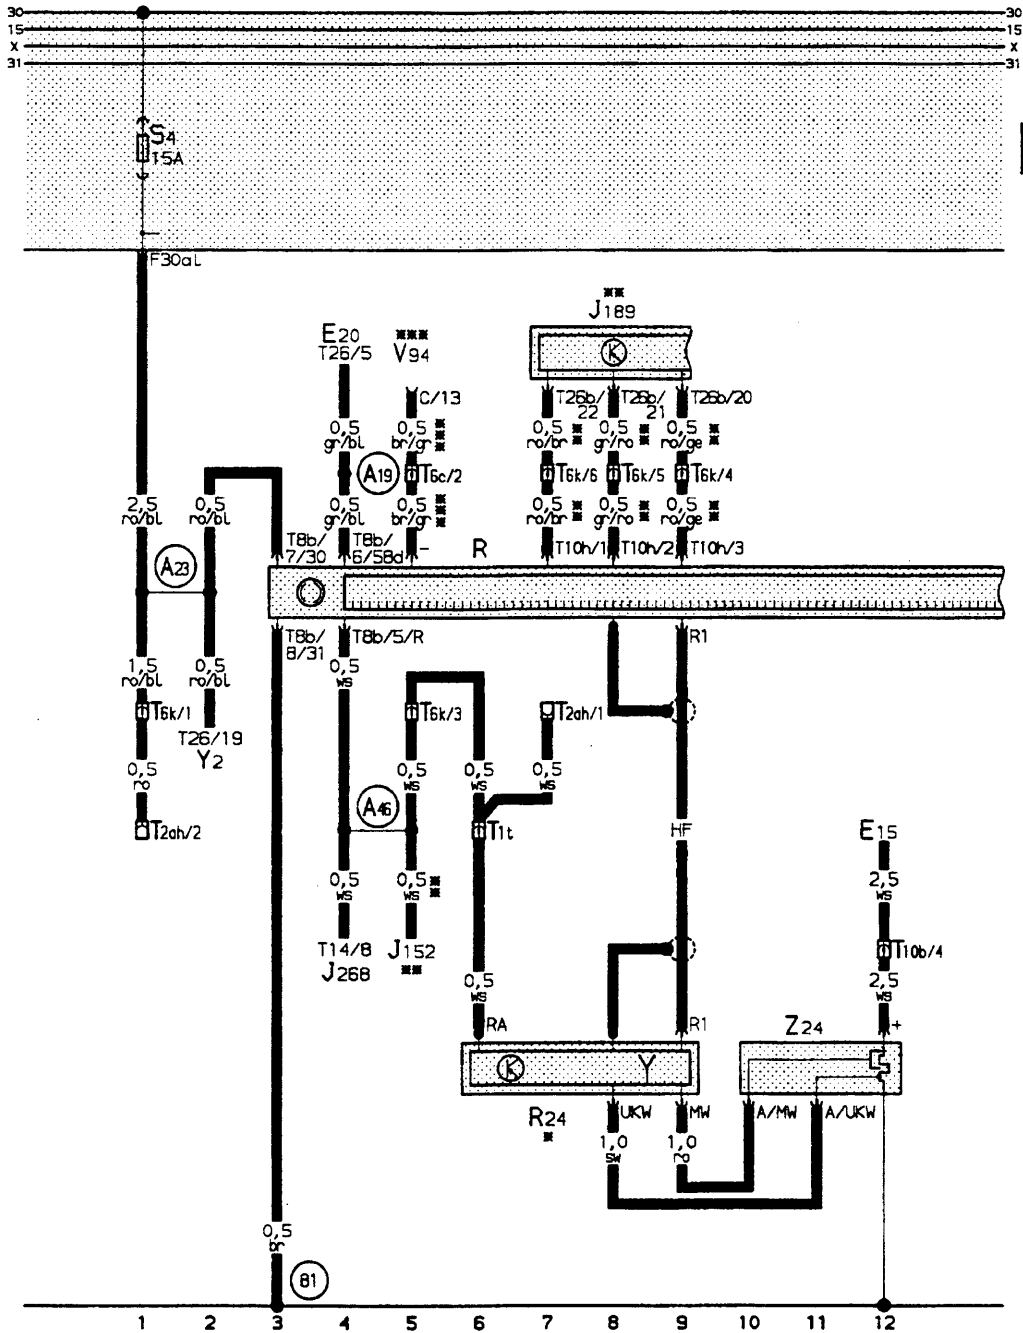 30 30
15 15
X X
31 31
S4
15A
F30aL
※※
J189
E20 ※※※
T26/5 V94
C/13 T26b/22 T26b/21 T26b/20
0,5 gr/bl 0,5 br/gr ※※※ 0,5 ro/br ※※ 0,5 gr/ro ※※ 0,5 ro/ge ※※
A19 T6c/2 T6k/6 T6k/5 T6k/4
2,5 ro/bl 0,5 ro/bl 0,5 gr/bl 0,5 br/gr ※※※ 0,5 ro/br ※※ 0,5 gr/ro ※※ 0,5 ro/ge ※※
T8b/7/30 T8b/6/58d - R T10h/1 T10h/2 T10h/3
A23
K
T8b/8/31 T8b/5/R R1
1,5 ro/bl 0,5 ro/bl 0,5 ws
T6k/1 T6k/3 T2ah/1
T26/19
Y2
0,5 ro 0,5 ws 0,5 ws 0,5 ws
A46
T2ah/2 T1t HF E15
0,5 ws 0,5 ws ※※ 2,5 ws
T14/8 J152 T10b/4
J268 ※※
0,5 ws 2,5 ws
RA R1 Z24 +
K
R24 UKW MW A/MW A/UKW
※
1,0 sw 1,0 ro
0,5 br
81
1 2 3 4 5 6 7 8 9 10 11 12